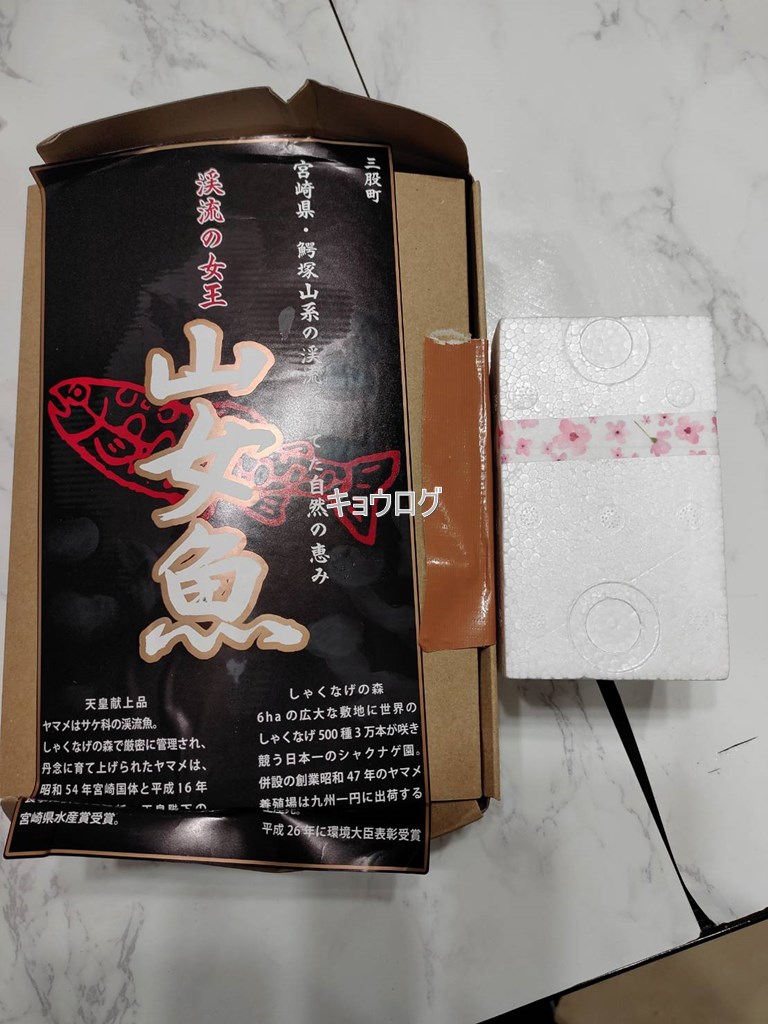 三股町
宮崎県・鰐塚山系の渓流 てた自然の恵み
渓流の女王
山女魚
キョウログ
天皇献上品
ヤマメはサケ科の渓流魚。
しゃくなげの森で厳密に管理され、
丹念に育て上げられたヤマメは、
昭和54年宮崎国体と平成16年
宮崎県水産賞受賞。
しゃくなげの森
6haの広大な敷地に世界の
しゃくなげ500種3万本が咲き
競う日本一のシャクナゲ園。
併設の創業昭和47年のヤマメ
養殖場は九州一円に出荷する
平成26年に環境大臣表彰受賞